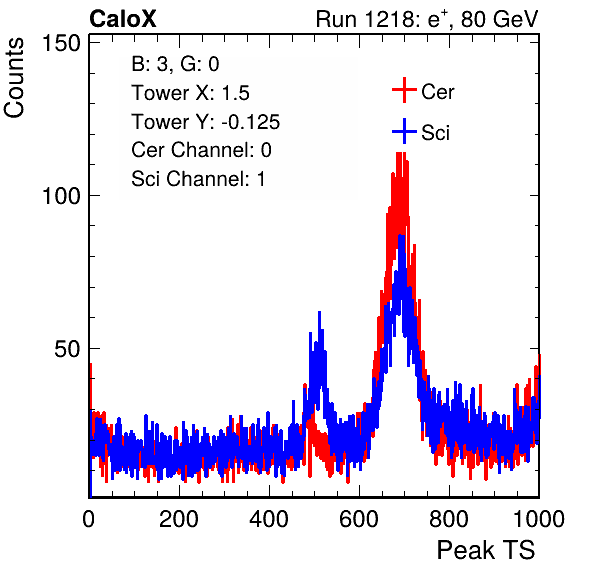 CaloX Run 1218: e⁺, 80 GeV
Counts
150
100
50
B: 3, G: 0
Tower X: 1.5
Tower Y: -0.125
Cer Channel: 0
Sci Channel: 1
Cer
Sci
0 200 400 600 800 1000
Peak TS